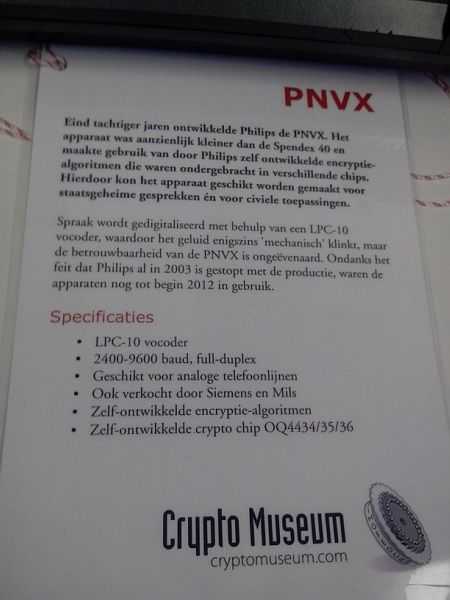 PNVX
Eind tachtiger jaren ontwikkelde Philips de PNVX. Het
apparaat was aanzienlijk kleiner dan de Spendex 40 en
maakte gebruik van door Philips zelf ontwikkelde encryptie-
algoritmen die waren ondergebracht in verschillende chips.
Hierdoor kon het apparaat geschikt worden gemaakt voor
staatsgeheime gesprekken én voor civiele toepassingen.
Spraak wordt gedigitaliseerd met behulp van een LPC-10
vocoder, waardoor het geluid enigszins 'mechanisch' klinkt, maar
de betrouwbaarheid van de PNVX is ongeëvenaard. Ondanks het
feit dat Philips al in 2003 is gestopt met de productie, waren de
apparaten nog tot begin 2012 in gebruik.
Specificaties
• LPC-10 vocoder
• 2400-9600 baud, full-duplex
• Geschikt voor analoge telefoonlijnen
• Ook verkocht door Siemens en Mils
• Zelf-ontwikkelde encryptie-algoritmen
• Zelf-ontwikkelde crypto chip OQ4434/35/36
Crypto Museum
cryptomuseum.com